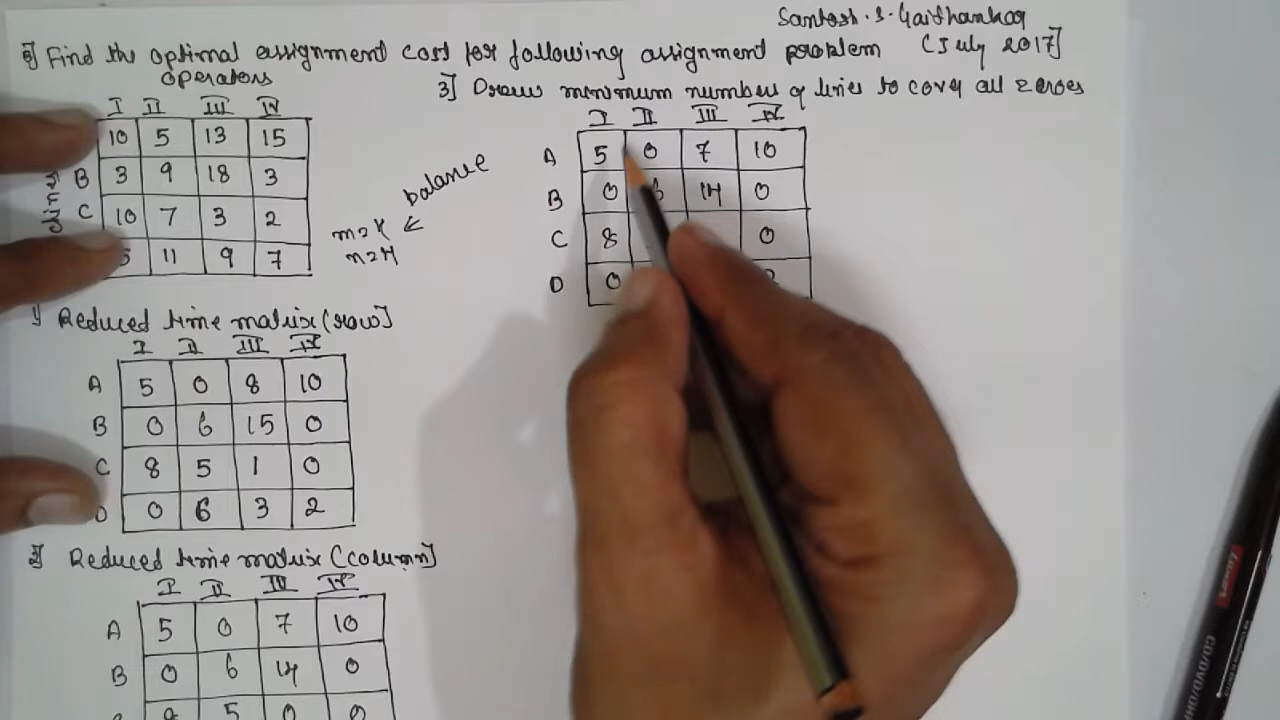 Santosh. S. Gaithankar
Find the optimal assignment cost for following assignment problem (July 2017]
operators
I II III IV
10 5 13 15
B 3 9 18 3
C 10 7 3 2
11 9 7
balance
m=4
n=4
1) Reduced time matrix (row]
I II III IV
A 5 0 8 10
B 0 6 15 0
C 8 5 1 0
D 0 6 3 2
2] Reduced time matrix (column]
I II III IV
A 5 0 7 10
B 0 6 14 0
5 0 0
3] Draw minimum number of lines to cover all zeroes
I II III IV
A 5 0 7 10
B 0 14 0
C 8 0
D 0
Luxor
CD/DVD/OH